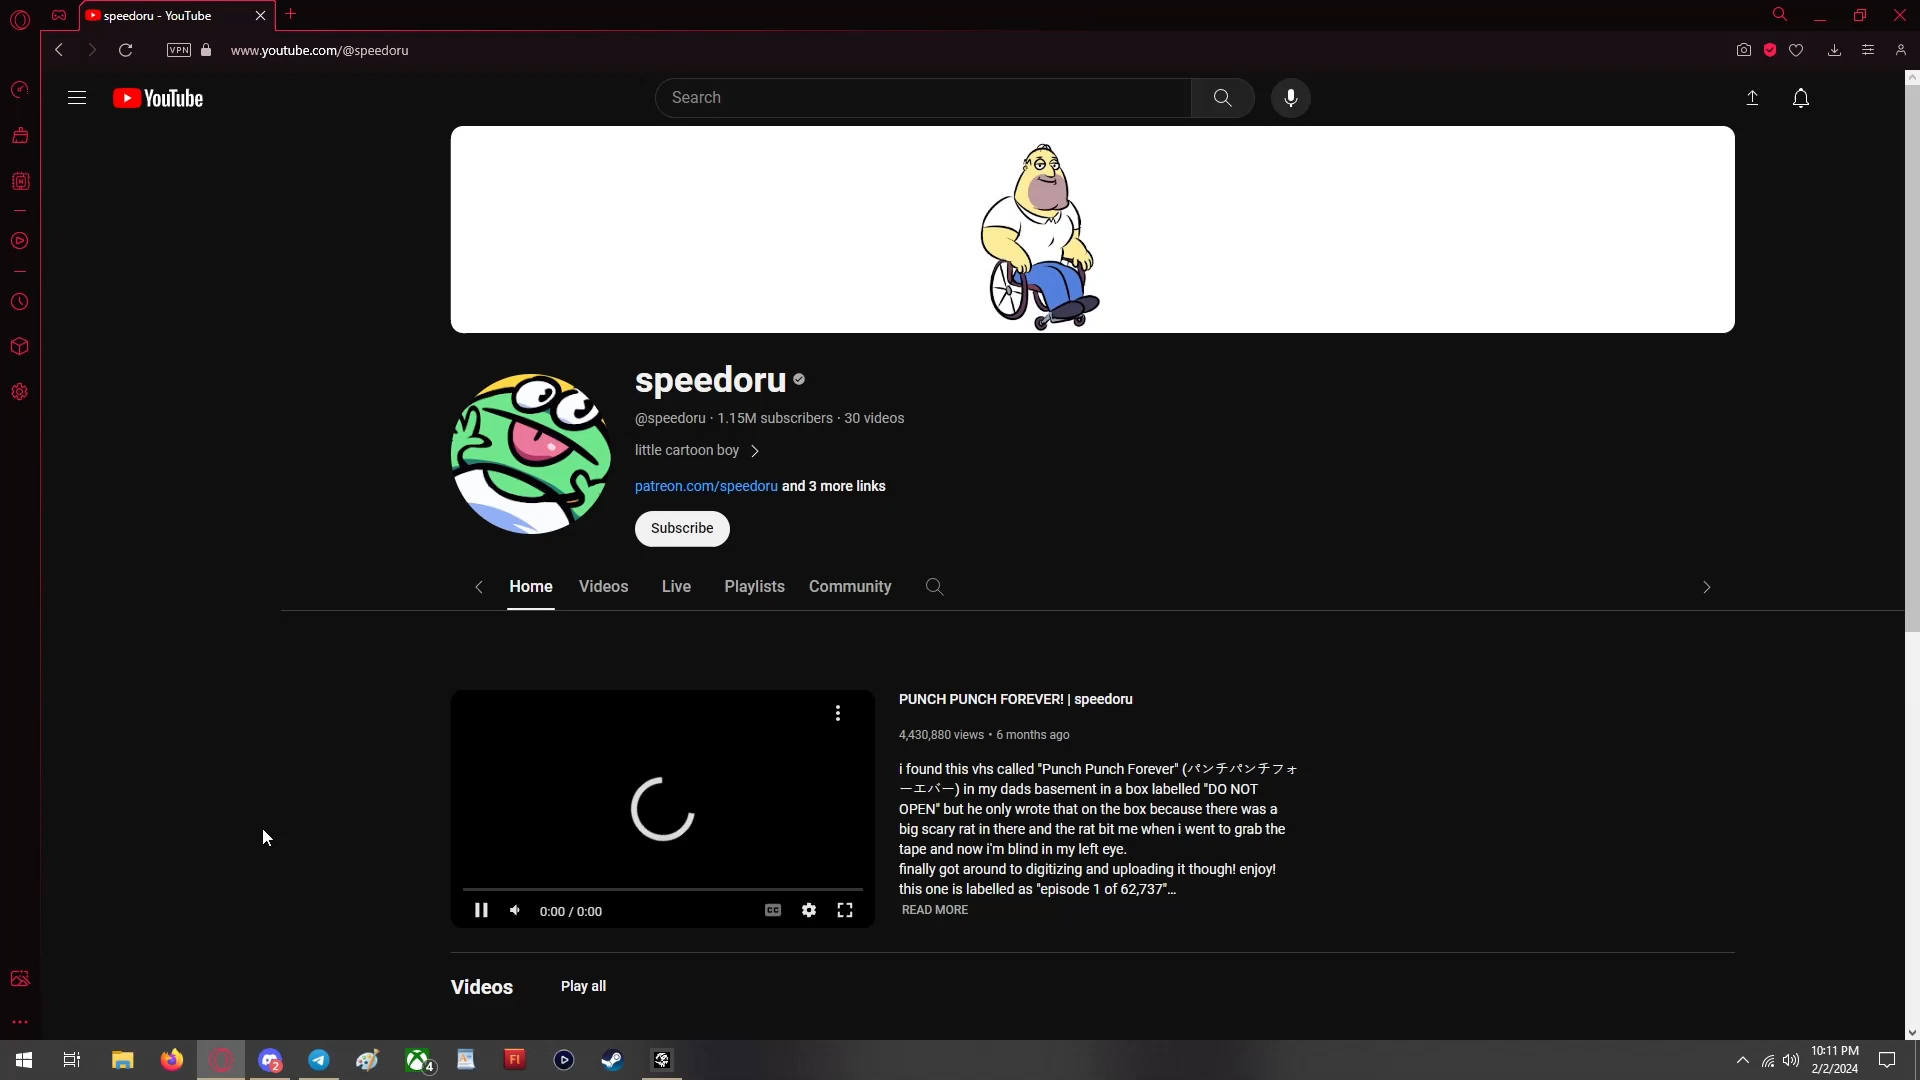 speedoru - YouTube
VPN
www.youtube.com/@speedoru
YouTube
Search
speedoru
@speedoru · 1.15M subscribers · 30 videos
little cartoon boy
patreon.com/speedoru and 3 more links
Subscribe
Home
Videos
Live
Playlists
Community
PUNCH PUNCH FOREVER! | speedoru
4,430,880 views • 6 months ago
i found this vhs called "Punch Punch Forever" (パンチパンチフォ
ーエバー) in my dads basement in a box labelled "DO NOT
OPEN" but he only wrote that on the box because there was a
big scary rat in there and the rat bit me when i went to grab the
tape and now i'm blind in my left eye.
finally got around to digitizing and uploading it though! enjoy!
this one is labelled as "episode 1 of 62,737"...
READ MORE
0:00 / 0:00
CC
Videos
Play all
2
4
Fl
10:11 PM
2/2/2024